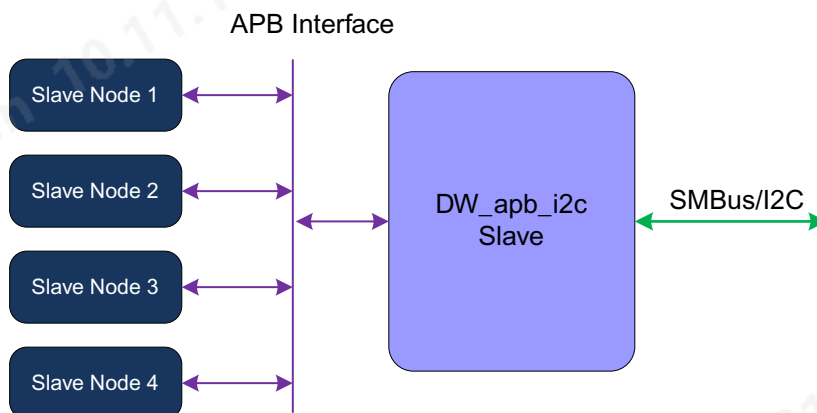 APB Interface
Slave Node 1
Slave Node 2
Slave Node 3
Slave Node 4
DW_apb_i2c
Slave
SMBus/I2C